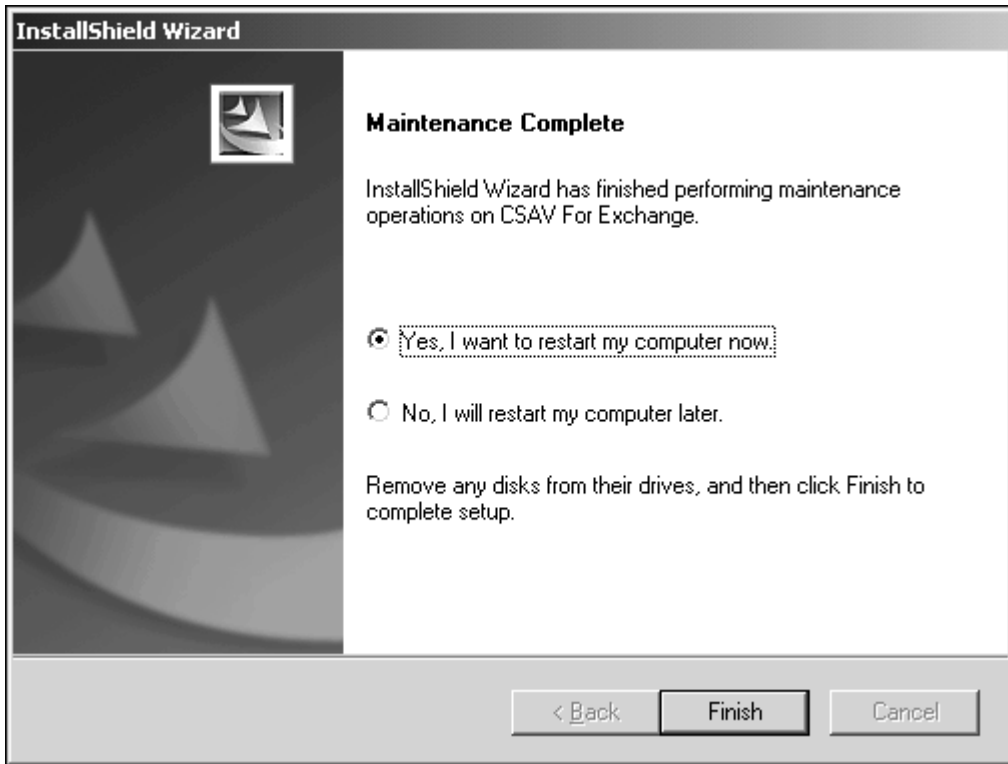 InstallShield Wizard
Maintenance Complete
InstallShield Wizard has finished performing maintenance
operations on CSAV For Exchange.
Yes, I want to restart my computer now.
No, I will restart my computer later.
Remove any disks from their drives, and then click Finish to
complete setup.
< Back
Finish
Cancel